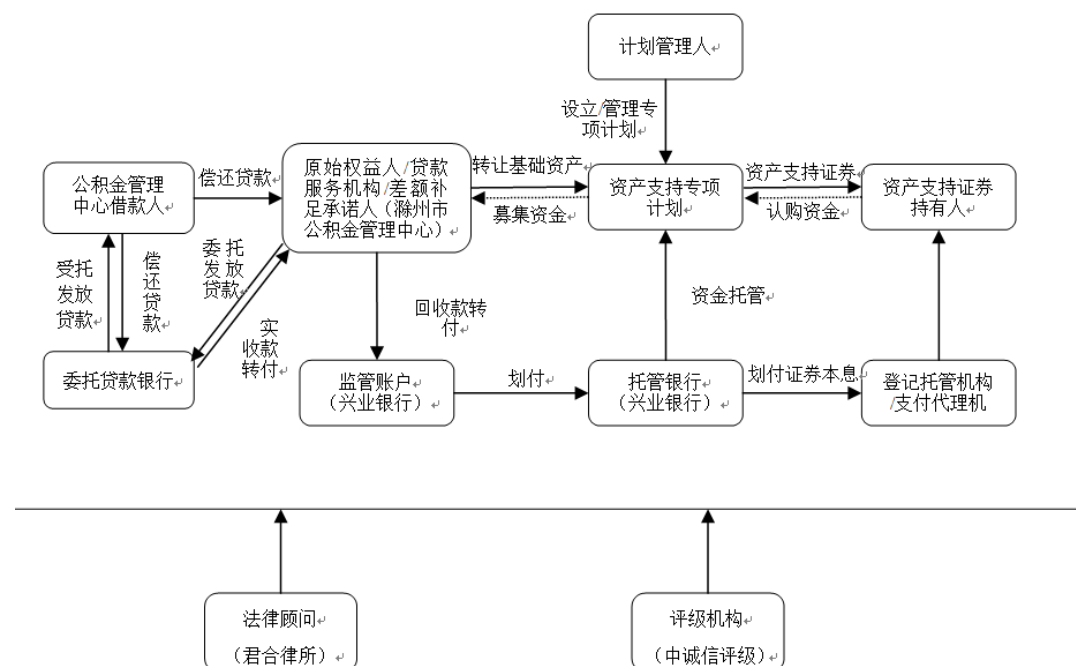 计划管理人
设立/管理专
项计划
公积金管理
中心借款人
偿还贷款
原始权益人/贷款
服务机构/差额补
足承诺人（滁州市
公积金管理中心）
转让基础资产
募集资金
资产支持专项
计划
资产支持证券
认购资金
资产支持证券
持有人
受托
发放
贷款
偿
还
贷
款
委 托
发 放
贷款
实
收款
转付
回收款转
付
资金托管
委托贷款银行
监管账户
（兴业银行）
划付
托管银行
（兴业银行）
划付证券本息
登记托管机构
/支付代理机
法律顾问
（君合律所）
评级机构
（中诚信评级）